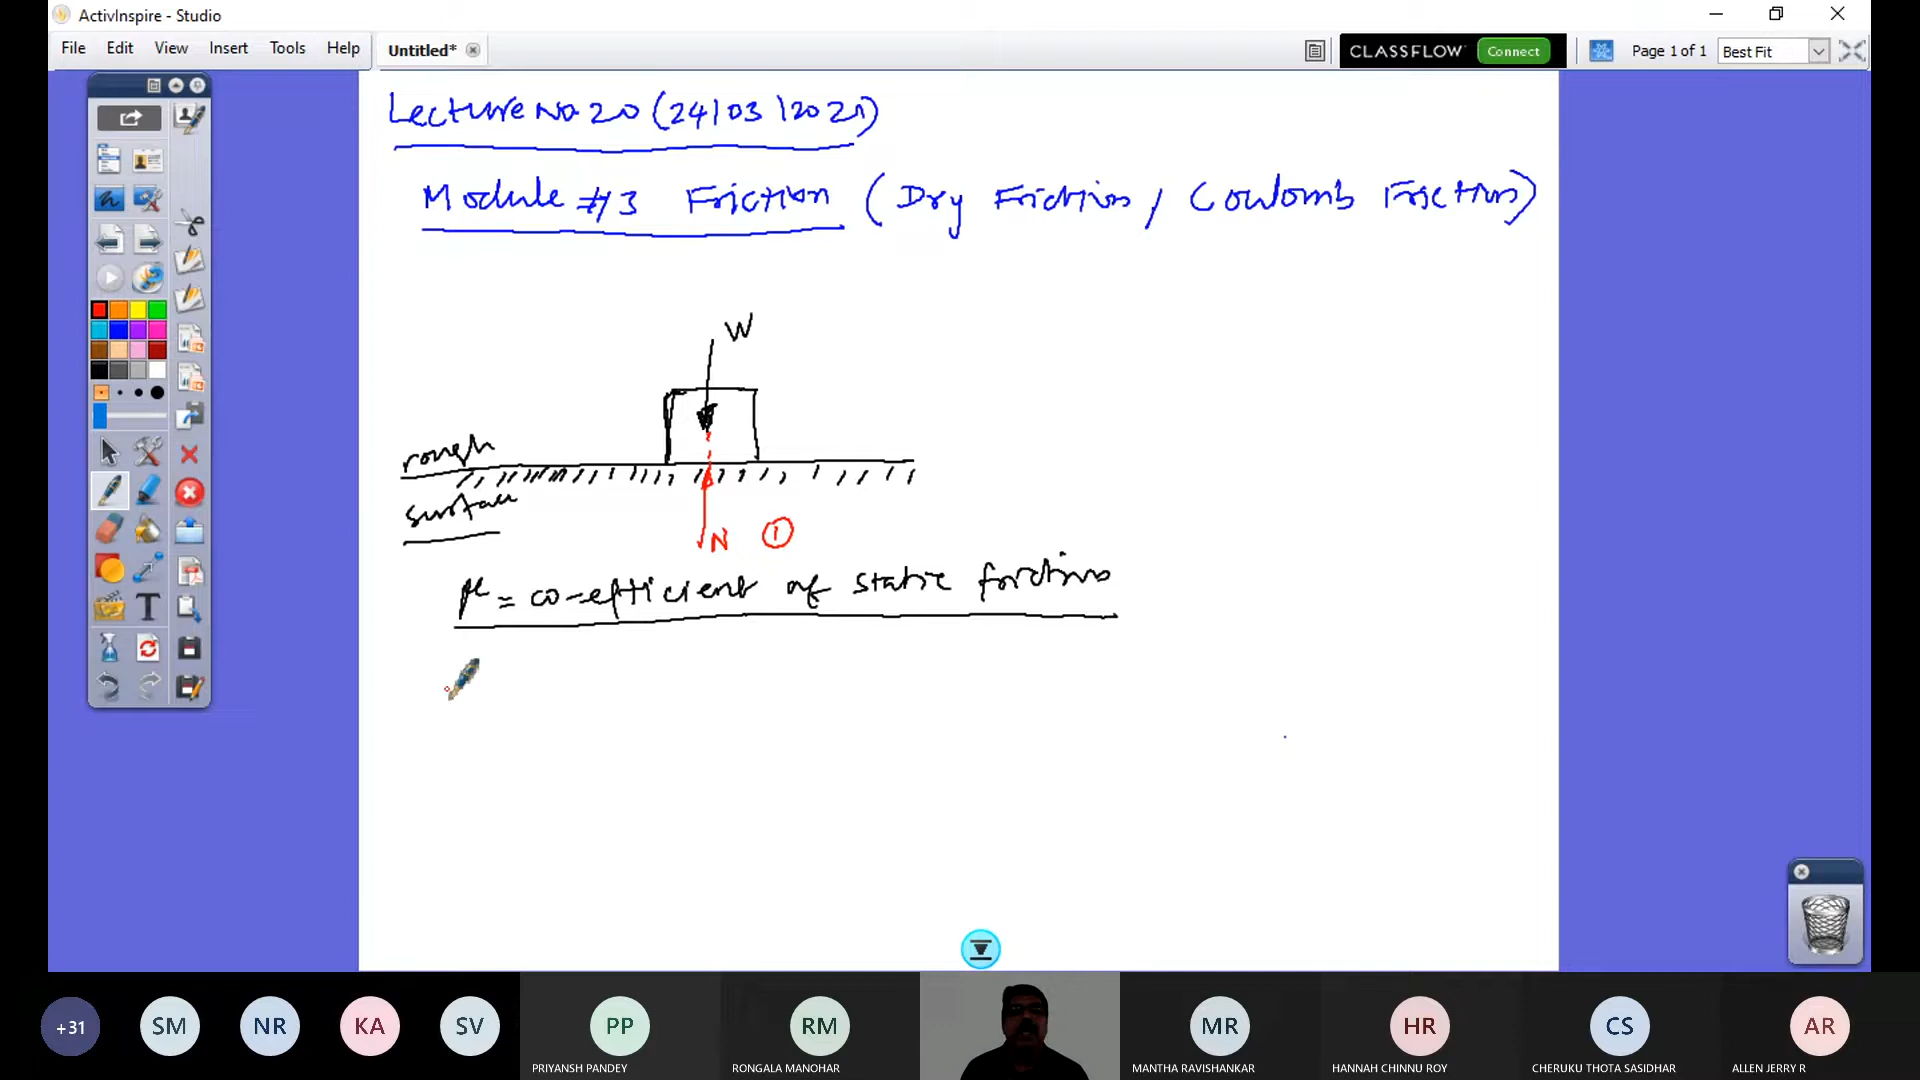 ActivInspire - Studio
File Edit View Insert Tools Help Untitled* CLASSFLOW Connect Page 1 of 1 Best Fit
Lecture No 20 (24/03/2021)
Module #3 Friction (Dry Friction / Coulomb Friction)
W
rough
surface
N ①
μ = co-efficient of static friction
+31 SM NR KA SV PP RM MR HR CS AR
PRIYANSH PANDEY RONGALA MANOHAR MANTHA RAVISHANKAR HANNAH CHINNU ROY CHERUKU THOTA SASIDHAR ALLEN JERRY R